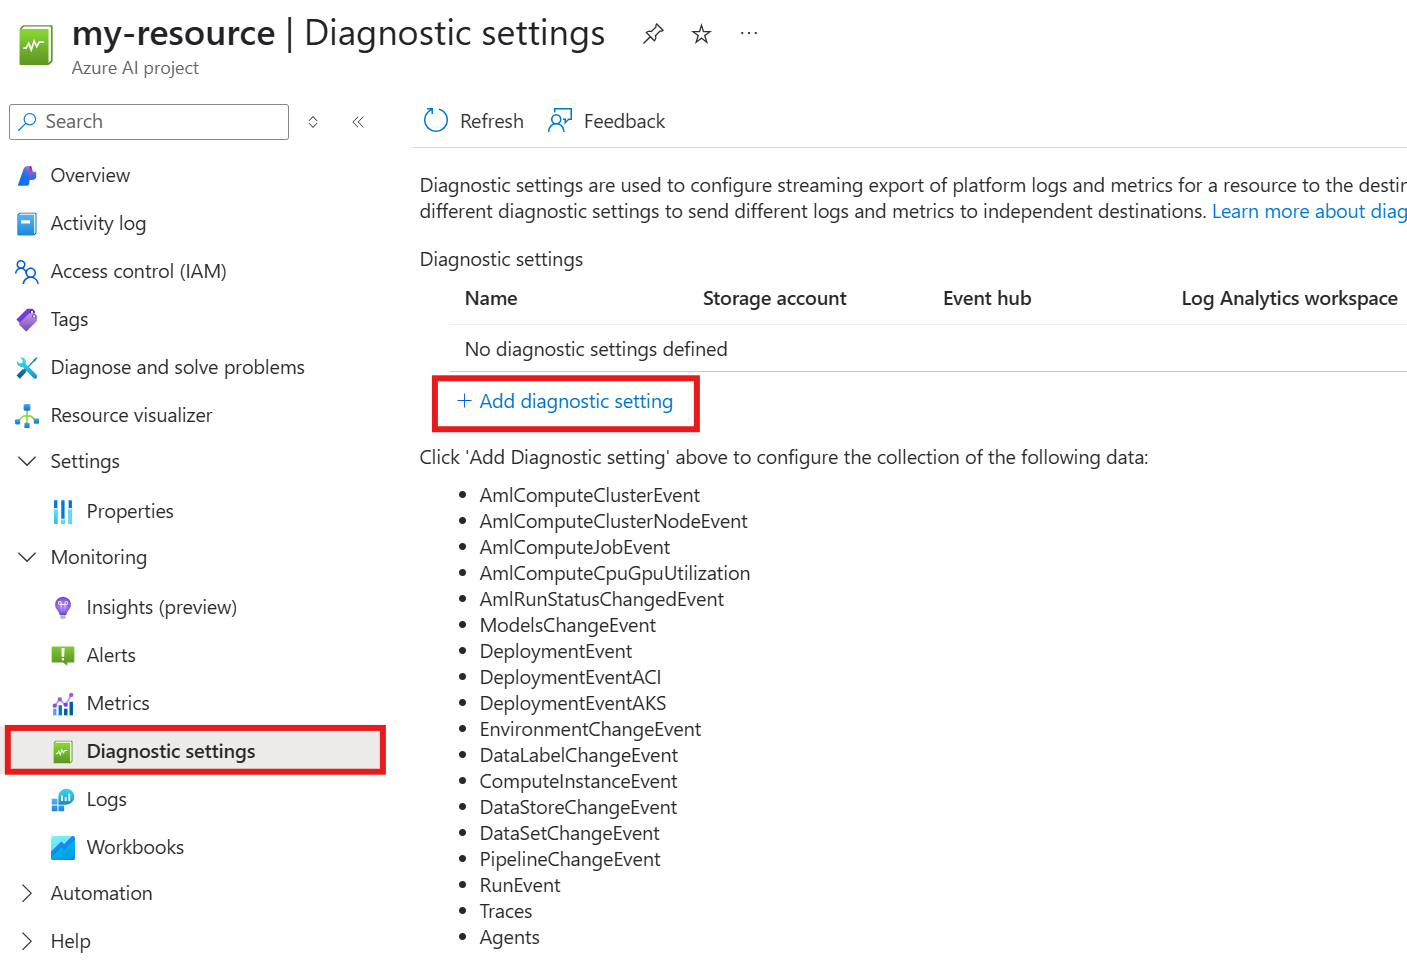 my-resource | Diagnostic settings
Azure AI project
Search
Refresh
Feedback
Overview
Activity log
Access control (IAM)
Tags
Diagnose and solve problems
Resource visualizer
Settings
Properties
Monitoring
Insights (preview)
Alerts
Metrics
Diagnostic settings
Logs
Workbooks
Automation
Help
Diagnostic settings are used to configure streaming export of platform logs and metrics for a resource to the destin
different diagnostic settings to send different logs and metrics to independent destinations. Learn more about diag
Diagnostic settings
Name Storage account Event hub Log Analytics workspace
No diagnostic settings defined
+ Add diagnostic setting
Click 'Add Diagnostic setting' above to configure the collection of the following data:
• AmlComputeClusterEvent
• AmlComputeClusterNodeEvent
• AmlComputeJobEvent
• AmlComputeCpuGpuUtilization
• AmlRunStatusChangedEvent
• ModelsChangeEvent
• DeploymentEvent
• DeploymentEventACI
• DeploymentEventAKS
• EnvironmentChangeEvent
• DataLabelChangeEvent
• ComputeInstanceEvent
• DataStoreChangeEvent
• DataSetChangeEvent
• PipelineChangeEvent
• RunEvent
• Traces
• Agents